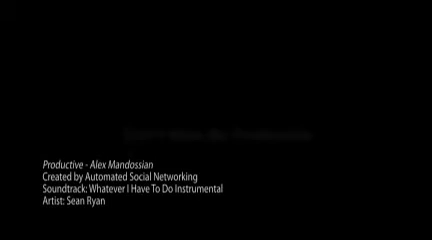 Productive - Alex Mandossian
Created by Automated Social Networking
Soundtrack: Whatever I Have To Do Instrumental
Artist: Sean Ryan